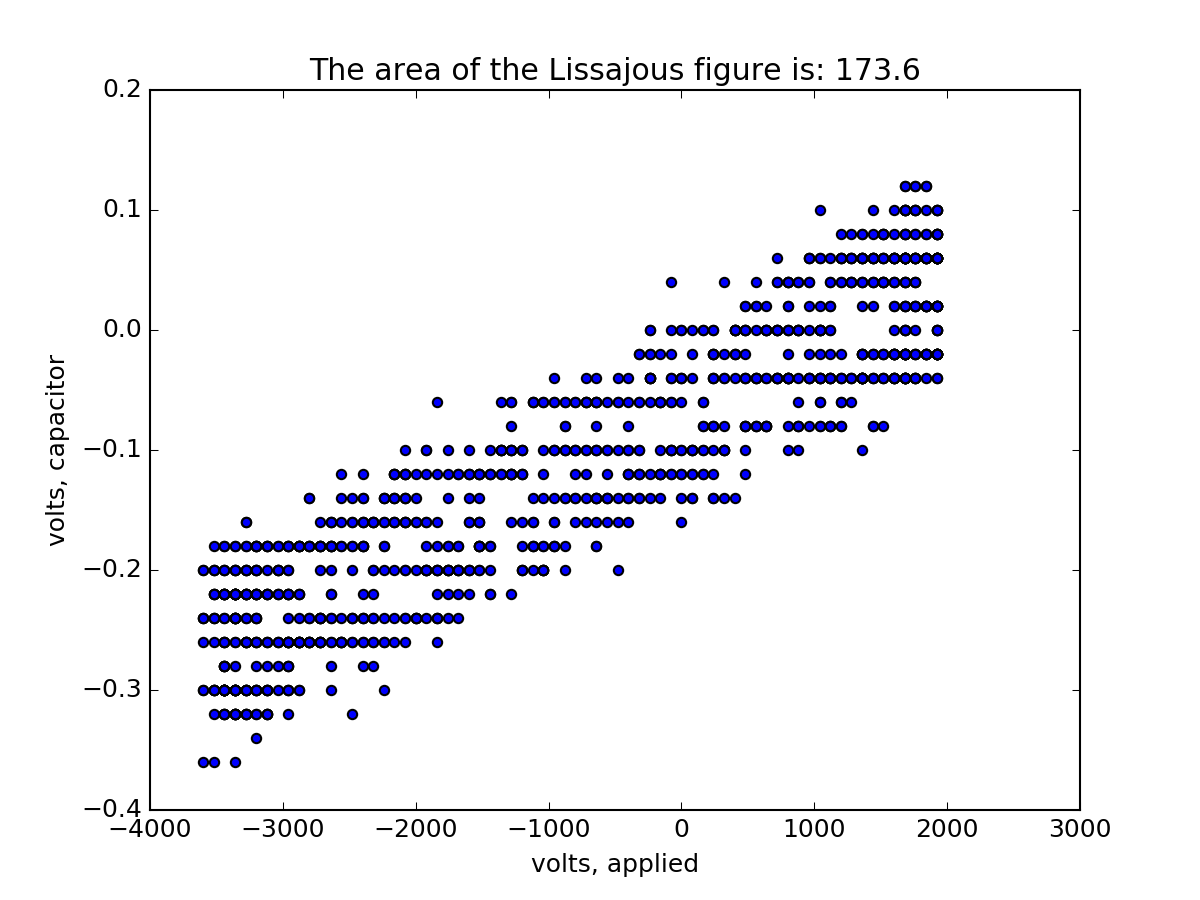 The area of the Lissajous figure is: 173.6
0.2
0.1
0.0
−0.1
−0.2
−0.3
−0.4
volts, capacitor
−4000 −3000 −2000 −1000 0 1000 2000 3000
volts, applied